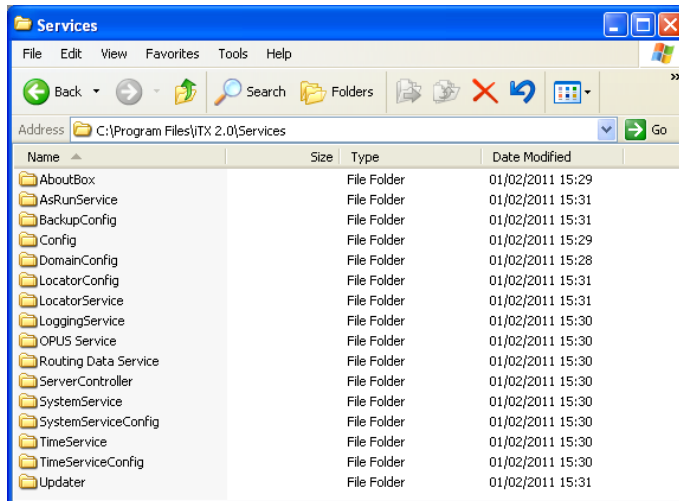 Services
File Edit View Favorites Tools Help
Back Search Folders »
Address C:\Program Files\iTX 2.0\Services Go
Name Size Type Date Modified
AboutBox File Folder 01/02/2011 15:29
AsRunService File Folder 01/02/2011 15:31
BackupConfig File Folder 01/02/2011 15:31
Config File Folder 01/02/2011 15:29
DomainConfig File Folder 01/02/2011 15:28
LocatorConfig File Folder 01/02/2011 15:31
LocatorService File Folder 01/02/2011 15:31
LoggingService File Folder 01/02/2011 15:30
OPUS Service File Folder 01/02/2011 15:30
Routing Data Service File Folder 01/02/2011 15:30
ServerController File Folder 01/02/2011 15:30
SystemService File Folder 01/02/2011 15:30
SystemServiceConfig File Folder 01/02/2011 15:30
TimeService File Folder 01/02/2011 15:30
TimeServiceConfig File Folder 01/02/2011 15:30
Updater File Folder 01/02/2011 15:31